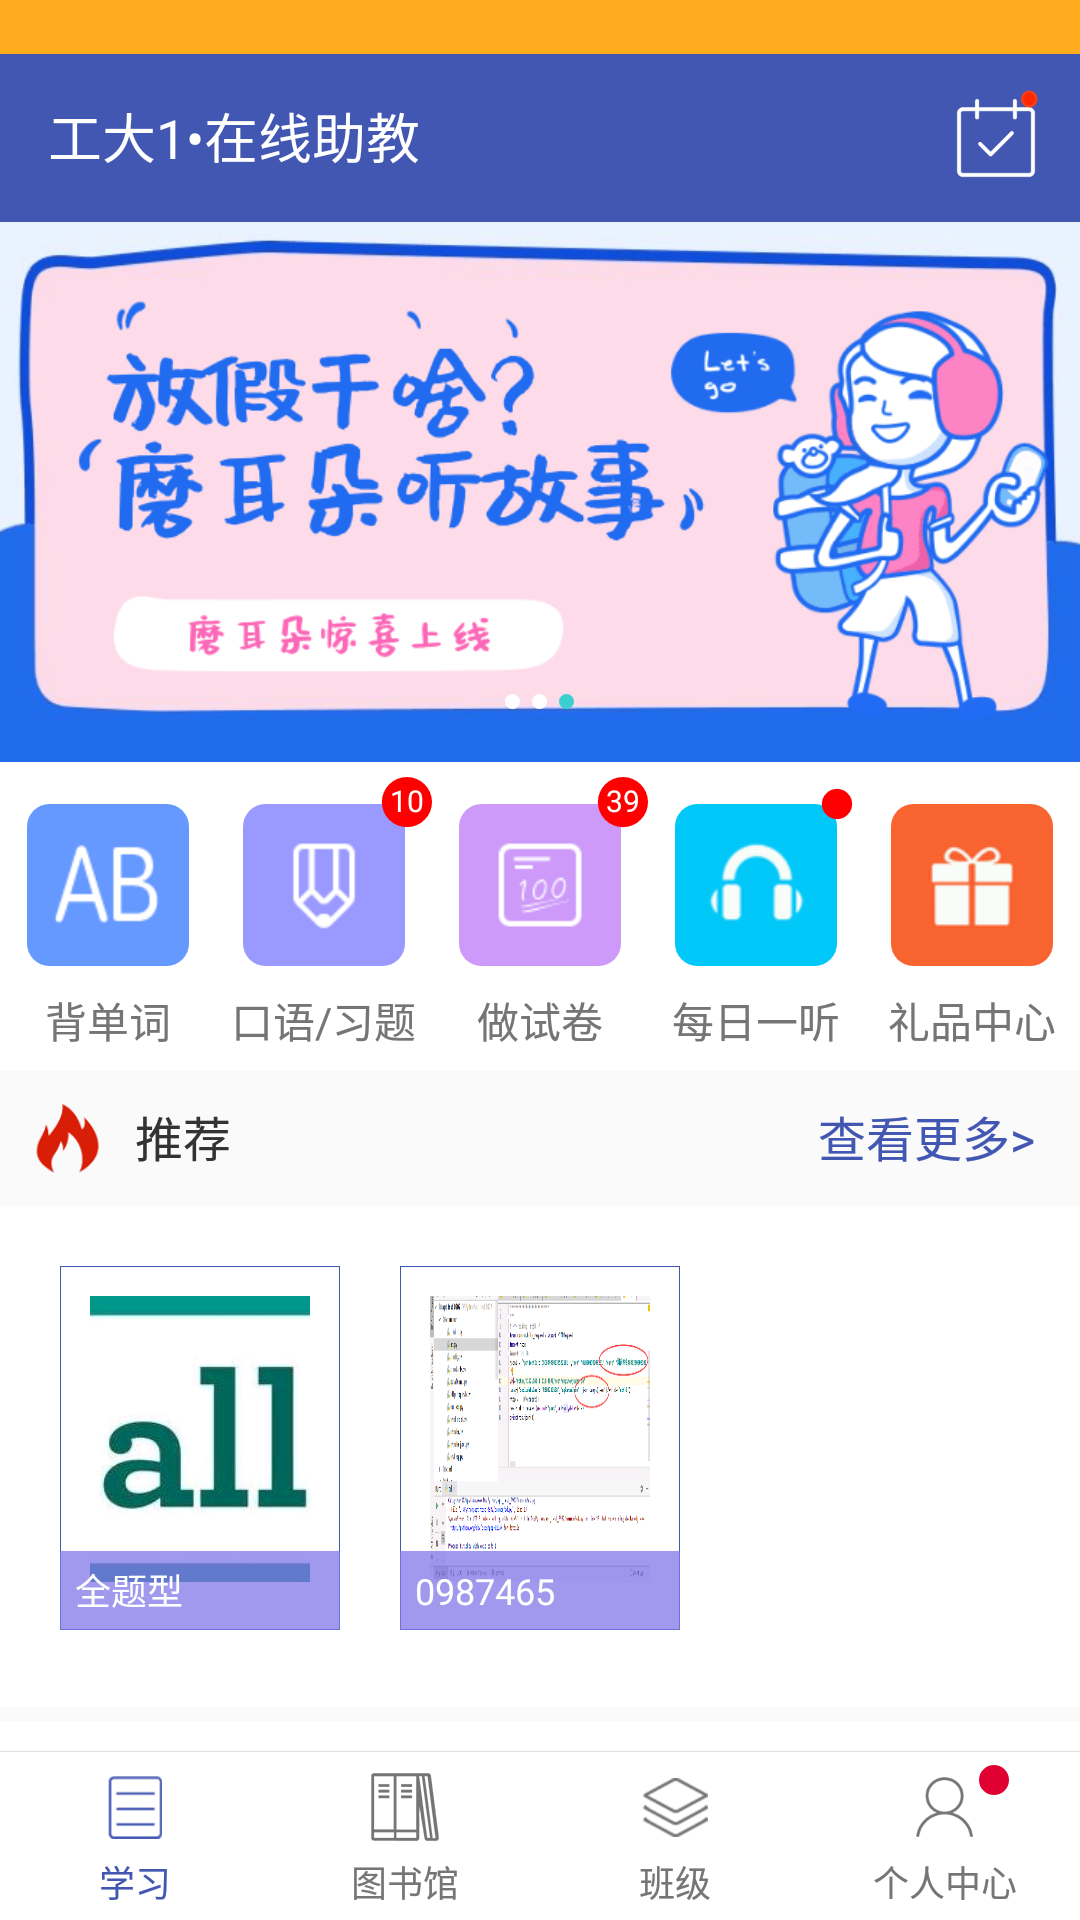 工大1•在线助教
放假干啥?
磨耳朵听故事
Let's
go
磨耳朵惊喜上线
AB
10
100
39
背单词
口语/习题
做试卷
每日一听
礼品中心
推荐
查看更多>
all
全题型
0987465
学习
图书馆
班级
个人中心